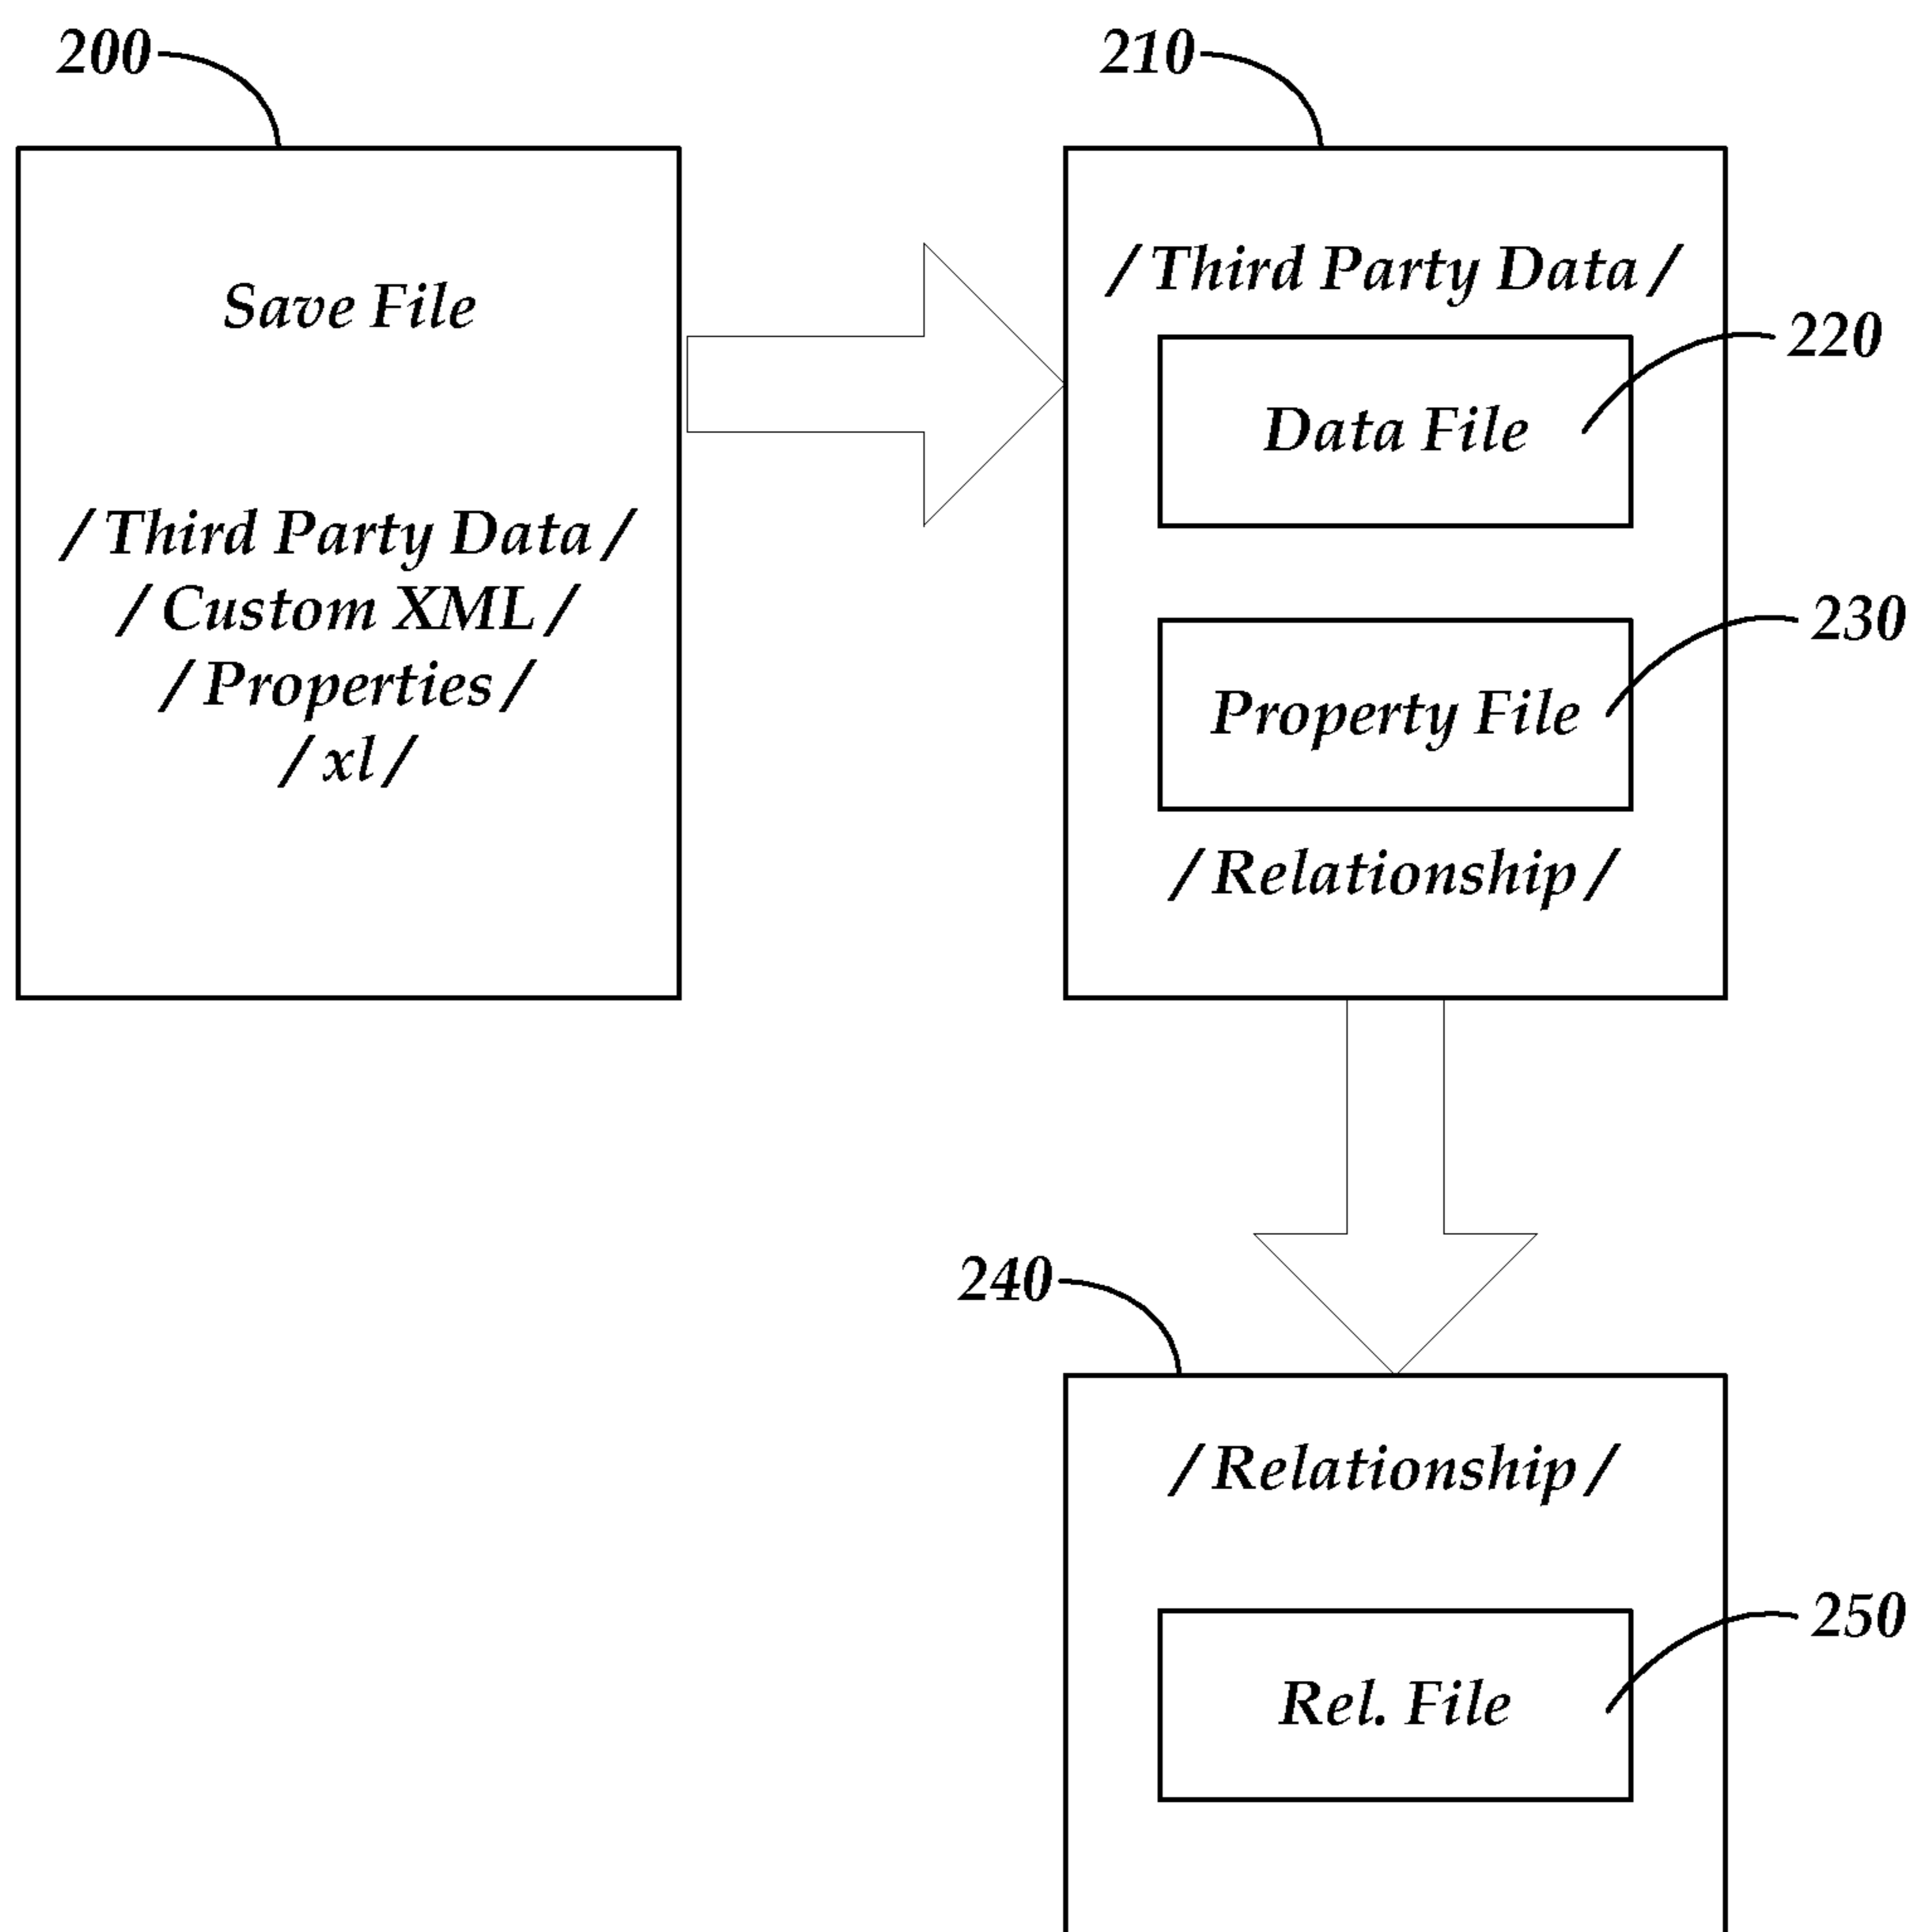 200
Save File
/Third Party Data/
/Custom XML/
/Properties/
/xl/
210
/Third Party Data/
220
Data File
230
Property File
/Relationship/
240
/Relationship/
250
Rel. File